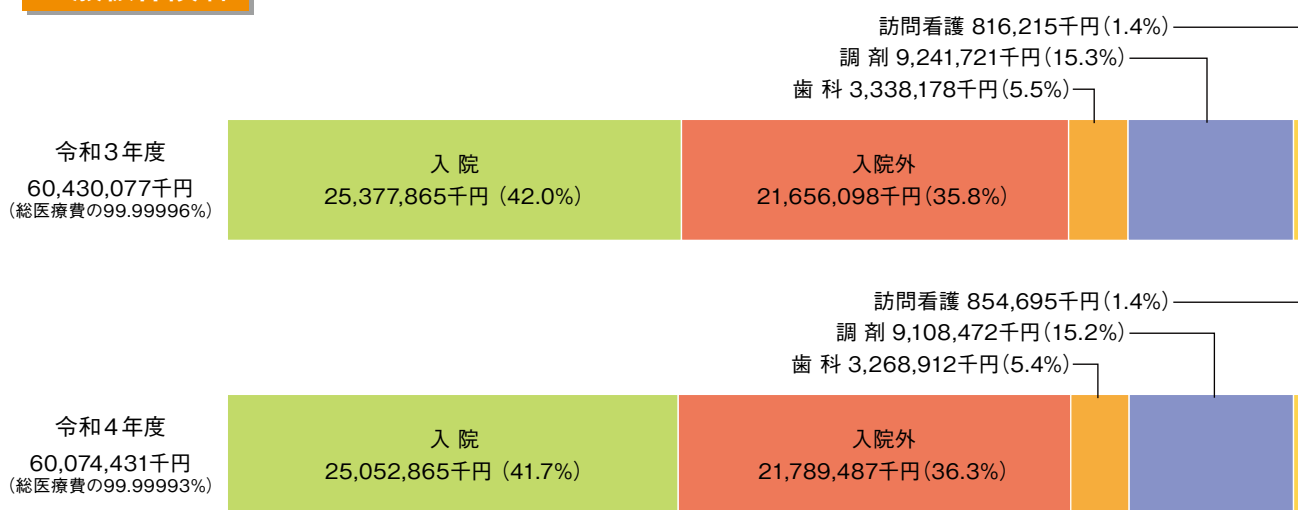 訪問看護 816,215千円(1.4%)
調 剤 9,241,721千円(15.3%)
歯 科 3,338,178千円(5.5%)
令和3年度
60,430,077千円
(総医療費の99.99996%)
入 院
25,377,865千円 (42.0%)
入院外
21,656,098千円(35.8%)
訪問看護 854,695千円(1.4%)
調 剤 9,108,472千円(15.2%)
歯 科 3,268,912千円(5.4%)
令和4年度
60,074,431千円
(総医療費の99.99993%)
入 院
25,052,865千円 (41.7%)
入院外
21,789,487千円(36.3%)